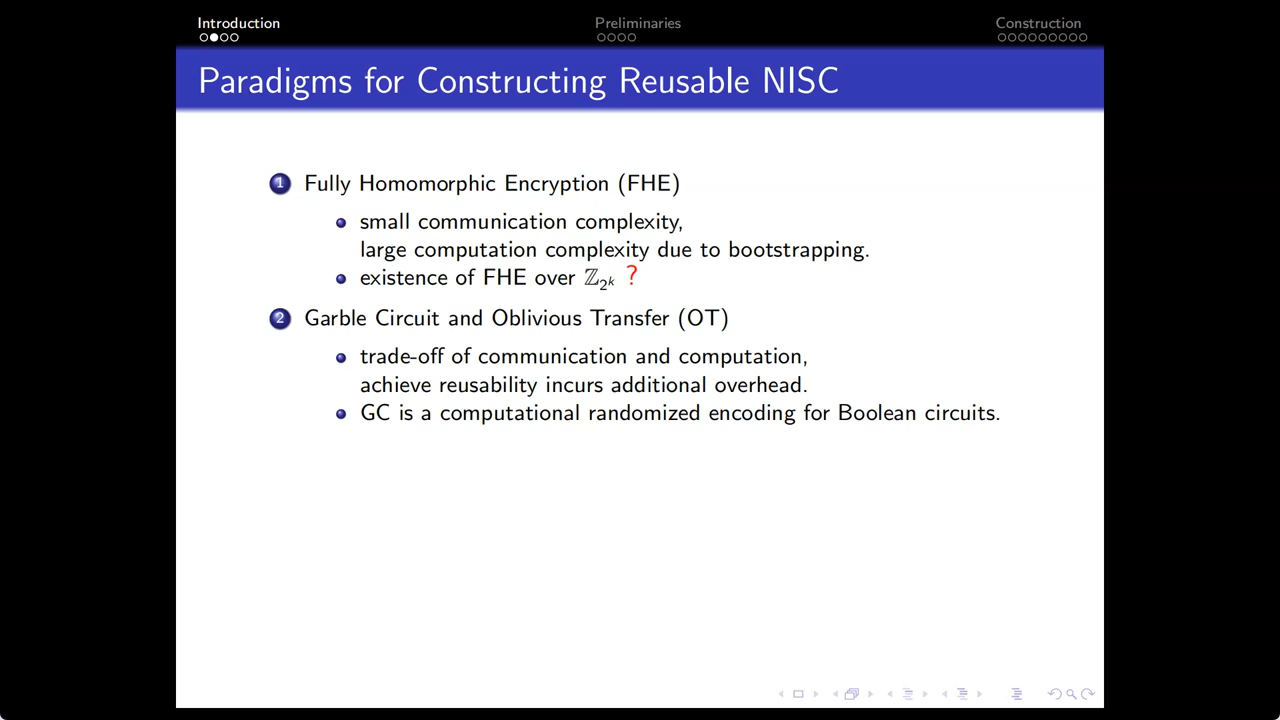 Introduction
Preliminaries
Construction
Paradigms for Constructing Reusable NISC
1 Fully Homomorphic Encryption (FHE)
small communication complexity,
large computation complexity due to bootstrapping.
existence of FHE over ℤ_{2^k} ?
2 Garble Circuit and Oblivious Transfer (OT)
trade-off of communication and computation,
achieve reusability incurs additional overhead.
GC is a computational randomized encoding for Boolean circuits.